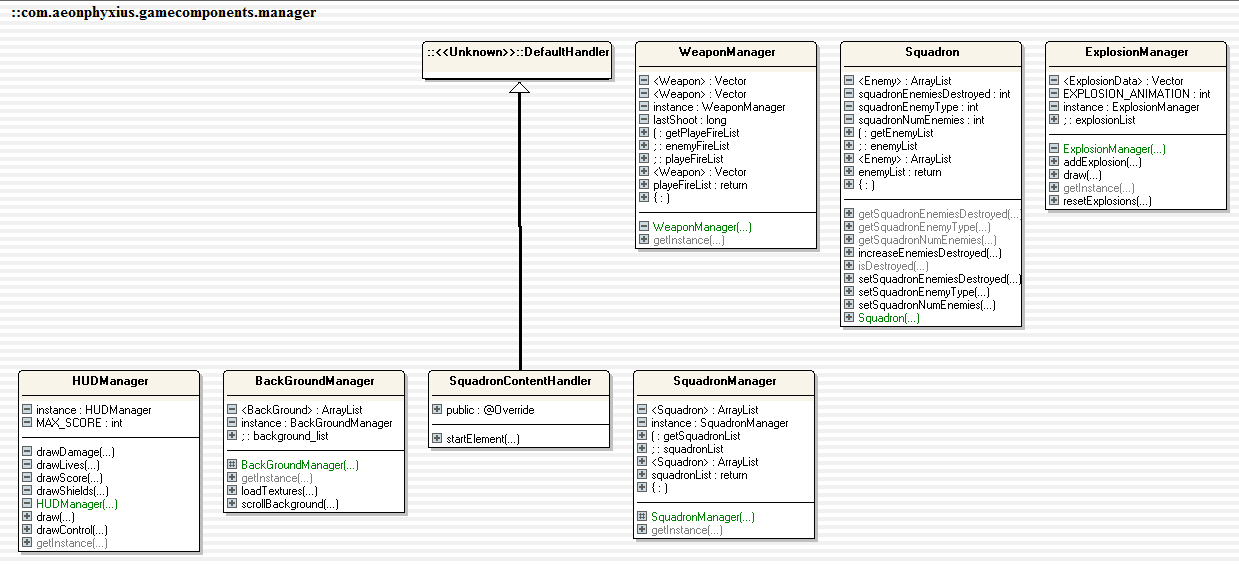 ::com.aeonphyxius.gamecomponents.manager
::<<Unknown>>::DefaultHandler
WeaponManager
<Weapon> : Vector
<Weapon> : Vector
instance : WeaponManager
lastShoot : long
( : getPlayeFireList
; : enemyFireList
; : playeFireList
<Weapon> : Vector
playeFireList : return
{ : )
WeaponManager(...)
getInstance(...)
Squadron
<Enemy> : ArrayList
squadronEnemiesDestroyed : int
squadronEnemyType : int
squadronNumEnemies : int
( : getEnemyList
; : enemyList
<Enemy> : ArrayList
enemyList : return
{ : )
getSquadronEnemiesDestroyed(...)
getSquadronEnemyType(...)
getSquadronNumEnemies(...)
increaseEnemiesDestroyed(...)
isDestroyed(...)
setSquadronEnemiesDestroyed(...)
setSquadronEnemyType(...)
setSquadronNumEnemies(...)
Squadron(...)
ExplosionManager
<ExplosionData> : Vector
EXPLOSION_ANIMATION : int
instance : ExplosionManager
; : explosionList
ExplosionManager(...)
addExplosion(...)
draw(...)
getInstance(...)
resetExplosions(...)
HUDManager
instance : HUDManager
MAX_SCORE : int
drawDamage(...)
drawLives(...)
drawScore(...)
drawShields(...)
HUDManager(...)
draw(...)
drawControl(...)
getInstance(...)
BackGroundManager
<BackGround> : ArrayList
instance : BackGroundManager
; : background_list
BackGroundManager(...)
getInstance(...)
loadTextures(...)
scrollBackground(...)
SquadronContentHandler
public : @Override
startElement(...)
SquadronManager
<Squadron> : ArrayList
instance : SquadronManager
( : getSquadronList
; : squadronList
<Squadron> : ArrayList
squadronList : return
{ : )
SquadronManager(...)
getInstance(...)